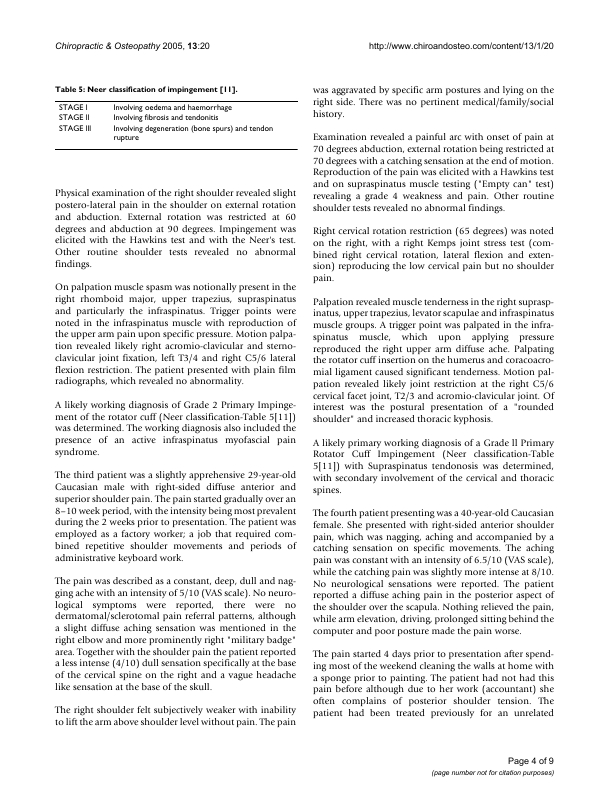 Chiropractic & Osteopathy 2005, 13:20
http://www.chiroandosteo.com/content/13/1/20
Table 5: Neer classification of impingement [11].
STAGE I Involving oedema and haemorrhage
STAGE II Involving fibrosis and tendonitis
STAGE III Involving degeneration (bone spurs) and tendon
rupture
Physical examination of the right shoulder revealed slight
postero-lateral pain in the shoulder on external rotation
and abduction. External rotation was restricted at 60
degrees and abduction at 90 degrees. Impingement was
elicited with the Hawkins test and with the Neer's test.
Other routine shoulder tests revealed no abnormal
findings.
On palpation muscle spasm was notionally present in the
right rhomboid major, upper trapezius, supraspinatus
and particularly the infraspinatus. Trigger points were
noted in the infraspinatus muscle with reproduction of
the upper arm pain upon specific pressure. Motion palpa-
tion revealed likely right acromio-clavicular and sterno-
clavicular joint fixation, left T3/4 and right C5/6 lateral
flexion restriction. The patient presented with plain film
radiographs, which revealed no abnormality.
A likely working diagnosis of Grade 2 Primary Impinge-
ment of the rotator cuff (Neer classification-Table 5[11])
was determined. The working diagnosis also included the
presence of an active infraspinatus myofascial pain
syndrome.
The third patient was a slightly apprehensive 29-year-old
Caucasian male with right-sided diffuse anterior and
superior shoulder pain. The pain started gradually over an
8–10 week period, with the intensity being most prevalent
during the 2 weeks prior to presentation. The patient was
employed as a factory worker; a job that required com-
bined repetitive shoulder movements and periods of
administrative keyboard work.
The pain was described as a constant, deep, dull and nag-
ging ache with an intensity of 5/10 (VAS scale). No neuro-
logical symptoms were reported, there were no
dermatomal/sclerotomal pain referral patterns, although
a slight diffuse aching sensation was mentioned in the
right elbow and more prominently right "military badge"
area. Together with the shoulder pain the patient reported
a less intense (4/10) dull sensation specifically at the base
of the cervical spine on the right and a vague headache
like sensation at the base of the skull.
The right shoulder felt subjectively weaker with inability
to lift the arm above shoulder level without pain. The pain
was aggravated by specific arm postures and lying on the
right side. There was no pertinent medical/family/social
history.
Examination revealed a painful arc with onset of pain at
70 degrees abduction, external rotation being restricted at
70 degrees with a catching sensation at the end of motion.
Reproduction of the pain was elicited with a Hawkins test
and on supraspinatus muscle testing ("Empty can" test)
revealing a grade 4 weakness and pain. Other routine
shoulder tests revealed no abnormal findings.
Right cervical rotation restriction (65 degrees) was noted
on the right, with a right Kemps joint stress test (com-
bined right cervical rotation, lateral flexion and exten-
sion) reproducing the low cervical pain but no shoulder
pain.
Palpation revealed muscle tenderness in the right suprasp-
inatus, upper trapezius, levator scapulae and infraspinatus
muscle groups. A trigger point was palpated in the infra-
spinatus muscle, which upon applying pressure
reproduced the right upper arm diffuse ache. Palpating
the rotator cuff insertion on the humerus and coracoacro-
mial ligament caused significant tenderness. Motion pal-
pation revealed likely joint restriction at the right C5/6
cervical facet joint, T2/3 and acromio-clavicular joint. Of
interest was the postural presentation of a "rounded
shoulder" and increased thoracic kyphosis.
A likely primary working diagnosis of a Grade ll Primary
Rotator Cuff Impingement (Neer classification-Table
5[11]) with Supraspinatus tendonosis was determined,
with secondary involvement of the cervical and thoracic
spines.
The fourth patient presenting was a 40-year-old Caucasian
female. She presented with right-sided anterior shoulder
pain, which was nagging, aching and accompanied by a
catching sensation on specific movements. The aching
pain was constant with an intensity of 6.5/10 (VAS scale),
while the catching pain was slightly more intense at 8/10.
No neurological sensations were reported. The patient
reported a diffuse aching pain in the posterior aspect of
the shoulder over the scapula. Nothing relieved the pain,
while arm elevation, driving, prolonged sitting behind the
computer and poor posture made the pain worse.
The pain started 4 days prior to presentation after spend-
ing most of the weekend cleaning the walls at home with
a sponge prior to painting. The patient had not had this
pain before although due to her work (accountant) she
often complains of posterior shoulder tension. The
patient had been treated previously for an unrelated
Page 4 of 9
(page number not for citation purposes)